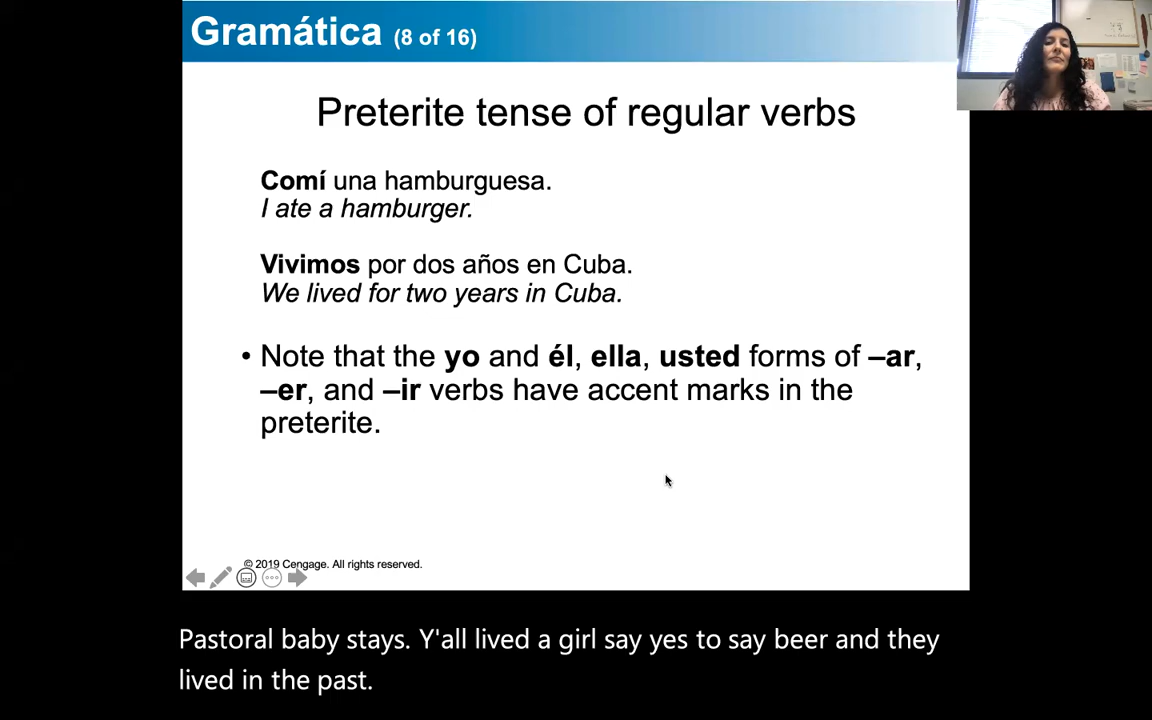 Gramática (8 of 16)
Preterite tense of regular verbs
Comí una hamburguesa.
I ate a hamburger.
Vivimos por dos años en Cuba.
We lived for two years in Cuba.
• Note that the yo and él, ella, usted forms of –ar,
–er, and –ir verbs have accent marks in the
preterite.
© 2019 Cengage. All rights reserved.
Pastoral baby stays. Y'all lived a girl say yes to say beer and they
lived in the past.